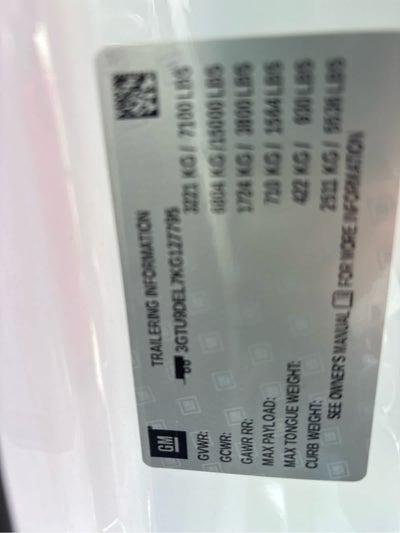 GM
TRAILERING INFORMATION
3GTU9DEL7KG127795
GVWR: 3221 KG / 7100 LBS
GCWR: 6804 KG / 15000 LBS
GAWR RR: 1724 KG / 3800 LBS
MAX PAYLOAD: 710 KG / 1564 LBS
MAX TONGUE WEIGHT: 422 KG / 930 LBS
CURB WEIGHT: 2511 KG / 5536 LBS
SEE OWNER'S MANUAL FOR MORE INFORMATION